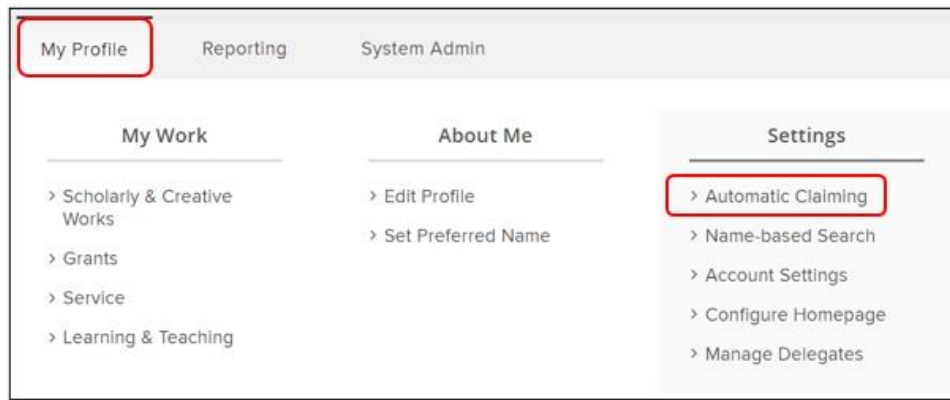 My Profile Reporting System Admin
My Work
> Scholarly & Creative
Works
> Grants
> Service
> Learning & Teaching
About Me
> Edit Profile
> Set Preferred Name
Settings
> Automatic Claiming
> Name-based Search
> Account Settings
> Configure Homepage
> Manage Delegates